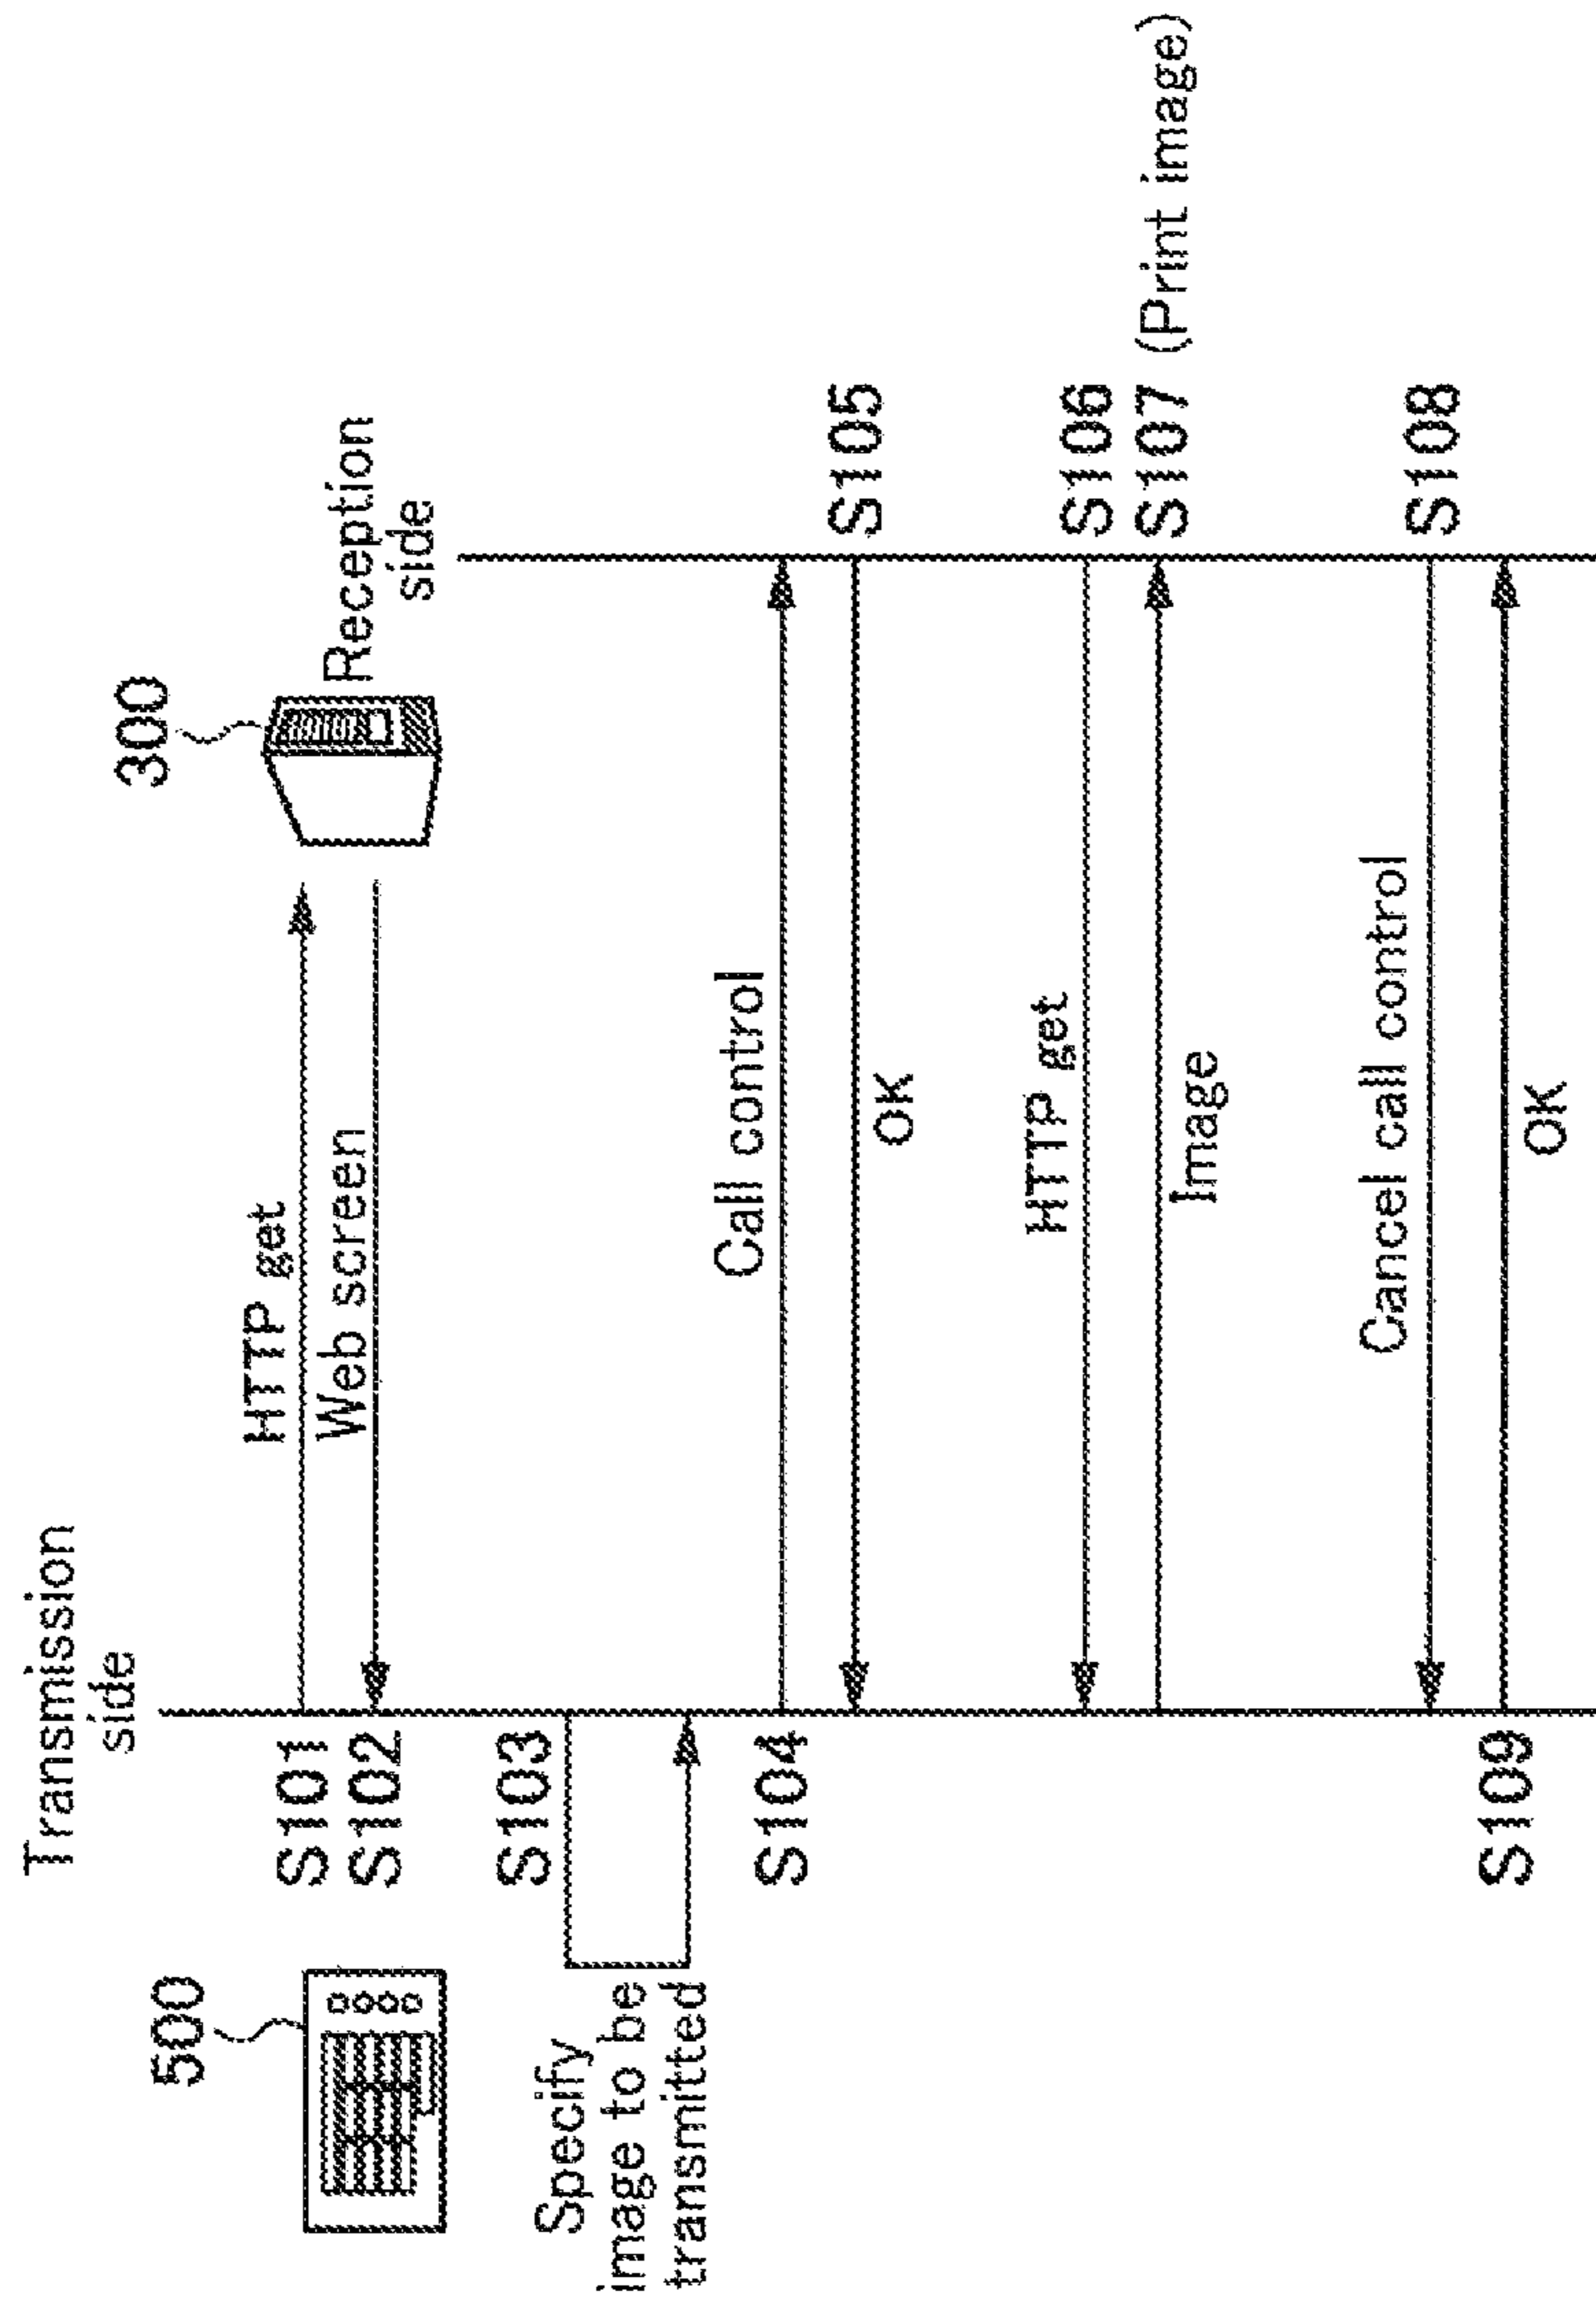 Transmission
side
500
300
Reception
side
S101
HTTP get
S102
Web screen
S103
Specify
image to be
transmitted
S104
Call control
S105
OK
S106
HTTP get
S107 (Print image)
Image
S108
Cancel call control
S109
OK